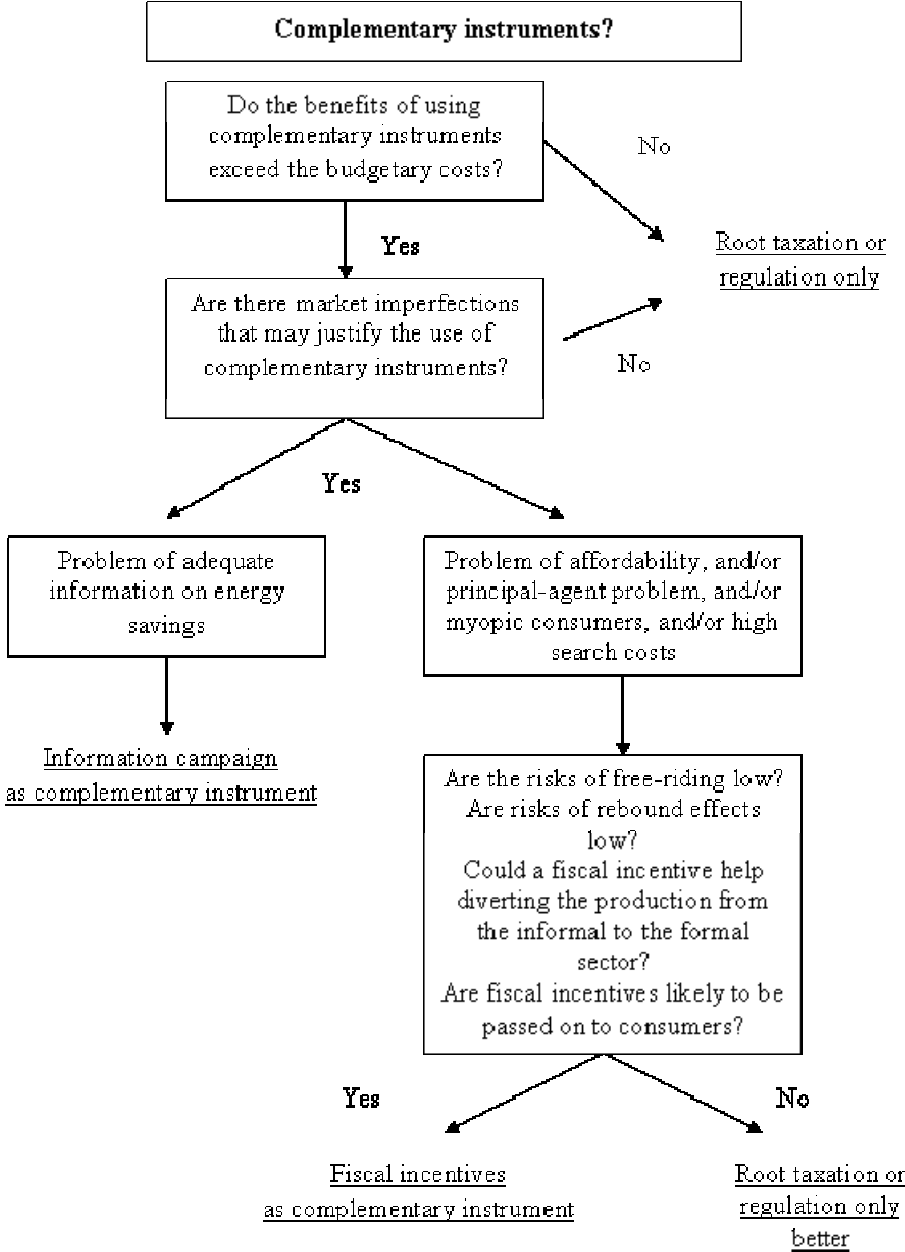 Complementary instruments?
Do the benefits of using
complementary instruments
exceed the budgetary costs?
No
Yes
Root taxation or
regulation only
Are there market imperfections
that may justify the use of
complementary instruments?
No
Yes
Problem of adequate
information on energy
savings
Problem of affordability, and/or
principal-agent problem, and/or
myopic consumers, and/or high
search costs
Information campaign
as complementary instrument
Are the risks of free-riding low?
Are risks of rebound effects
low?
Could a fiscal incentive help
diverting the production from
the informal to the formal
sector?
Are fiscal incentives likely to be
passed on to consumers?
Yes
No
Fiscal incentives
as complementary instrument
Root taxation or
regulation only
better